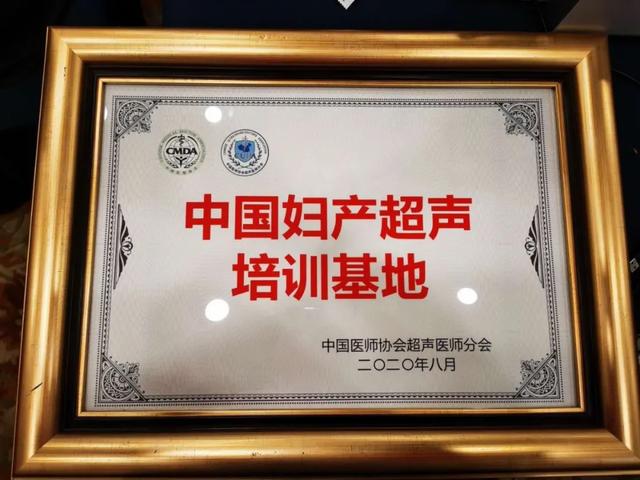 CMDA
中国妇产超声
培训基地
中国医师协会超声医师分会
二〇二〇年八月